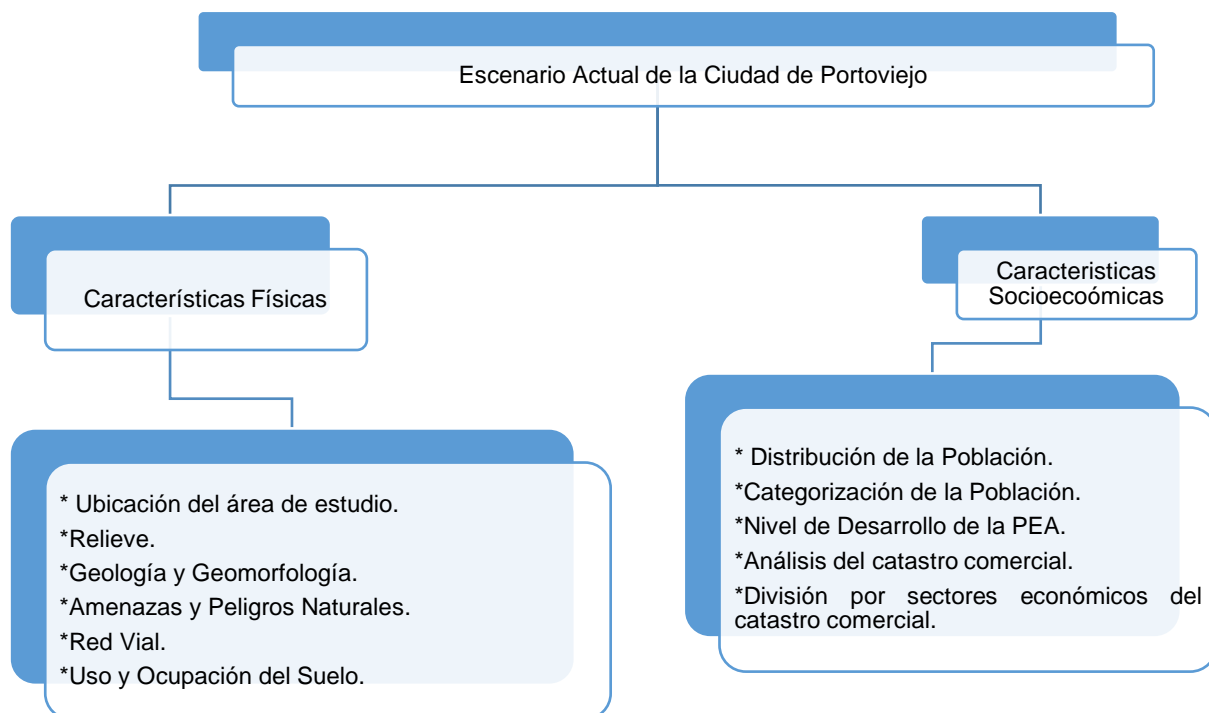 Escenario Actual de la Ciudad de Portoviejo
Características Físicas
Caracteristicas
Socioecoómicas
* Ubicación del área de estudio.
*Relieve.
*Geología y Geomorfología.
*Amenazas y Peligros Naturales.
*Red Vial.
*Uso y Ocupación del Suelo.
* Distribución de la Población.
*Categorización de la Población.
*Nivel de Desarrollo de la PEA.
*Análisis del catastro comercial.
*División por sectores económicos del
catastro comercial.